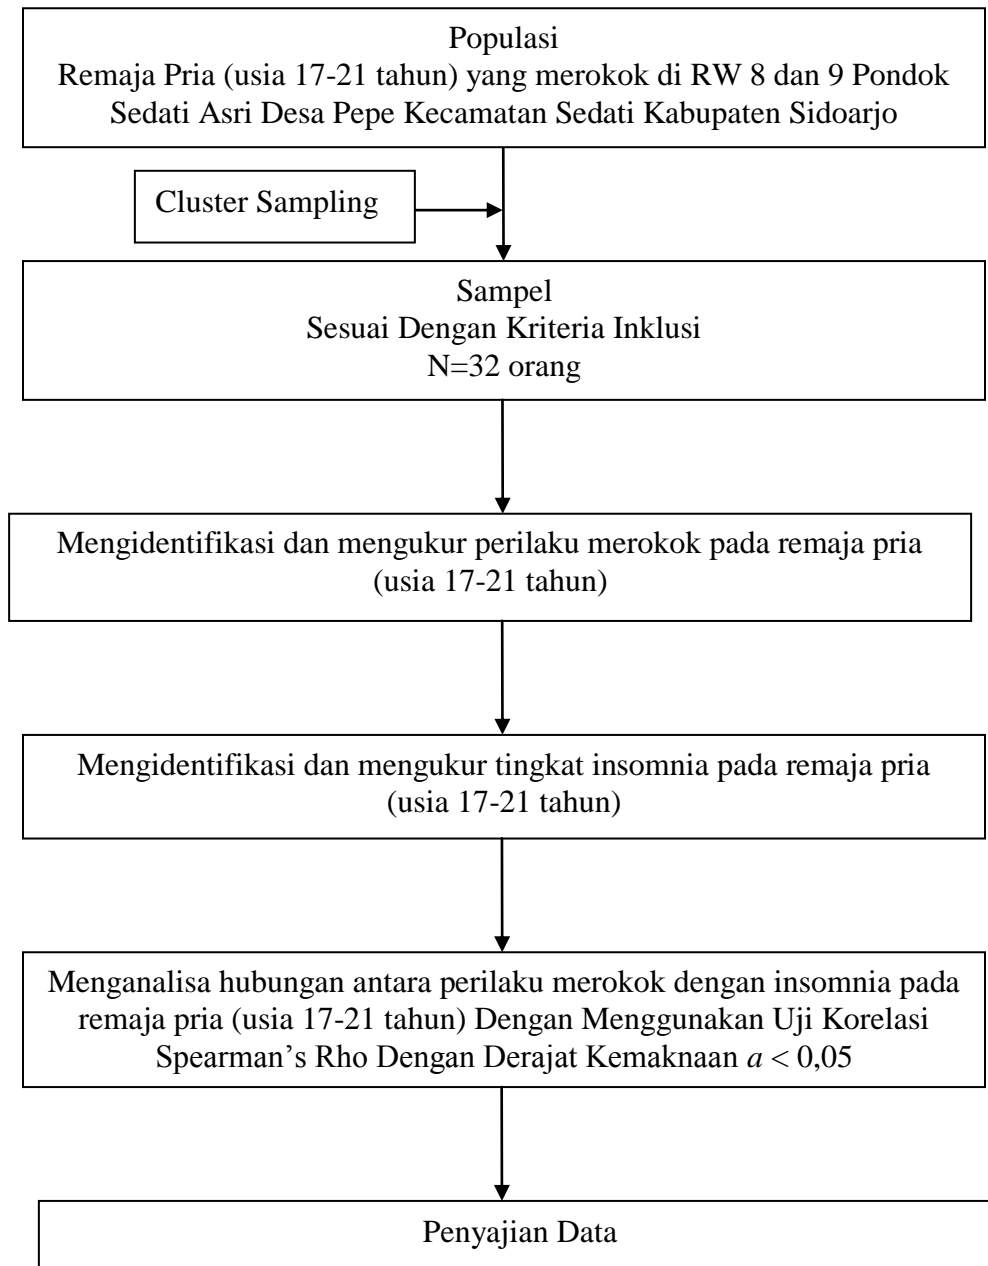 Populasi
Remaja Pria (usia 17-21 tahun) yang merokok di RW 8 dan 9 Pondok
Sedati Asri Desa Pepe Kecamatan Sedati Kabupaten Sidoarjo
Cluster Sampling
Sampel
Sesuai Dengan Kriteria Inklusi
N=32 orang
Mengidentifikasi dan mengukur perilaku merokok pada remaja pria
(usia 17-21 tahun)
Mengidentifikasi dan mengukur tingkat insomnia pada remaja pria
(usia 17-21 tahun)
Menganalisa hubungan antara perilaku merokok dengan insomnia pada
remaja pria (usia 17-21 tahun) Dengan Menggunakan Uji Korelasi
Spearman’s Rho Dengan Derajat Kemaknaan a < 0,05
Penyajian Data